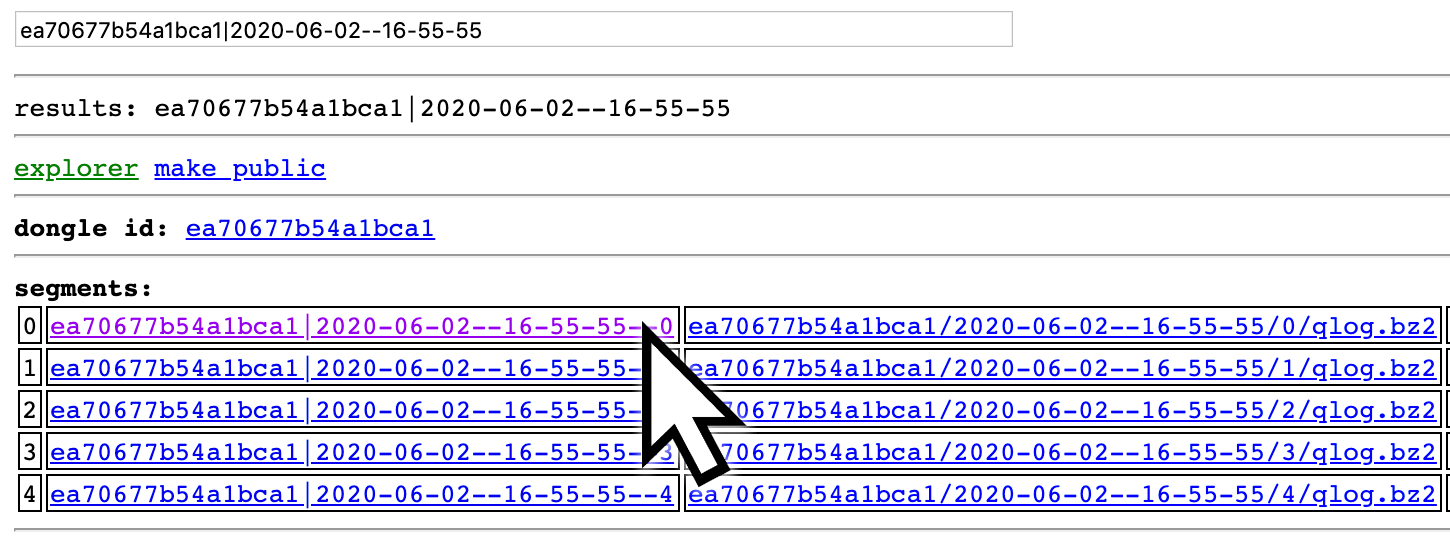 ea70677b54a1bca1|2020-06-02--16-55-55
results: ea70677b54a1bca1|2020-06-02--16-55-55
explorer make public
dongle id: ea70677b54a1bca1
segments:
0 ea70677b54a1bca1|2020-06-02--16-55-55--0 ea70677b54a1bca1/2020-06-02--16-55-55/0/qlog.bz2
1 ea70677b54a1bca1|2020-06-02--16-55-55- ea70677b54a1bca1/2020-06-02--16-55-55/1/qlog.bz2
2 ea70677b54a1bca1|2020-06-02--16-55-55- 70677b54a1bca1/2020-06-02--16-55-55/2/qlog.bz2
3 ea70677b54a1bca1|2020-06-02--16-55-55--3 70677b54a1bca1/2020-06-02--16-55-55/3/qlog.bz2
4 ea70677b54a1bca1|2020-06-02--16-55-55--4 ea70677b54a1bca1/2020-06-02--16-55-55/4/qlog.bz2